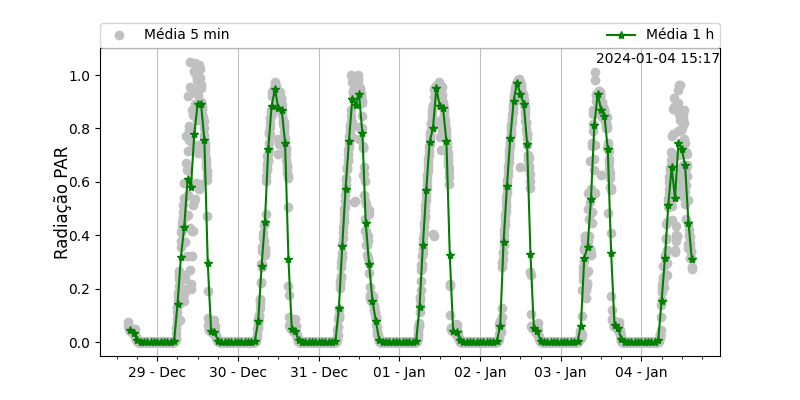 Média 5 min
Média 1 h
2024-01-04 15:17
Radiação PAR
1.0
0.8
0.6
0.4
0.2
0.0
29 - Dec
30 - Dec
31 - Dec
01 - Jan
02 - Jan
03 - Jan
04 - Jan